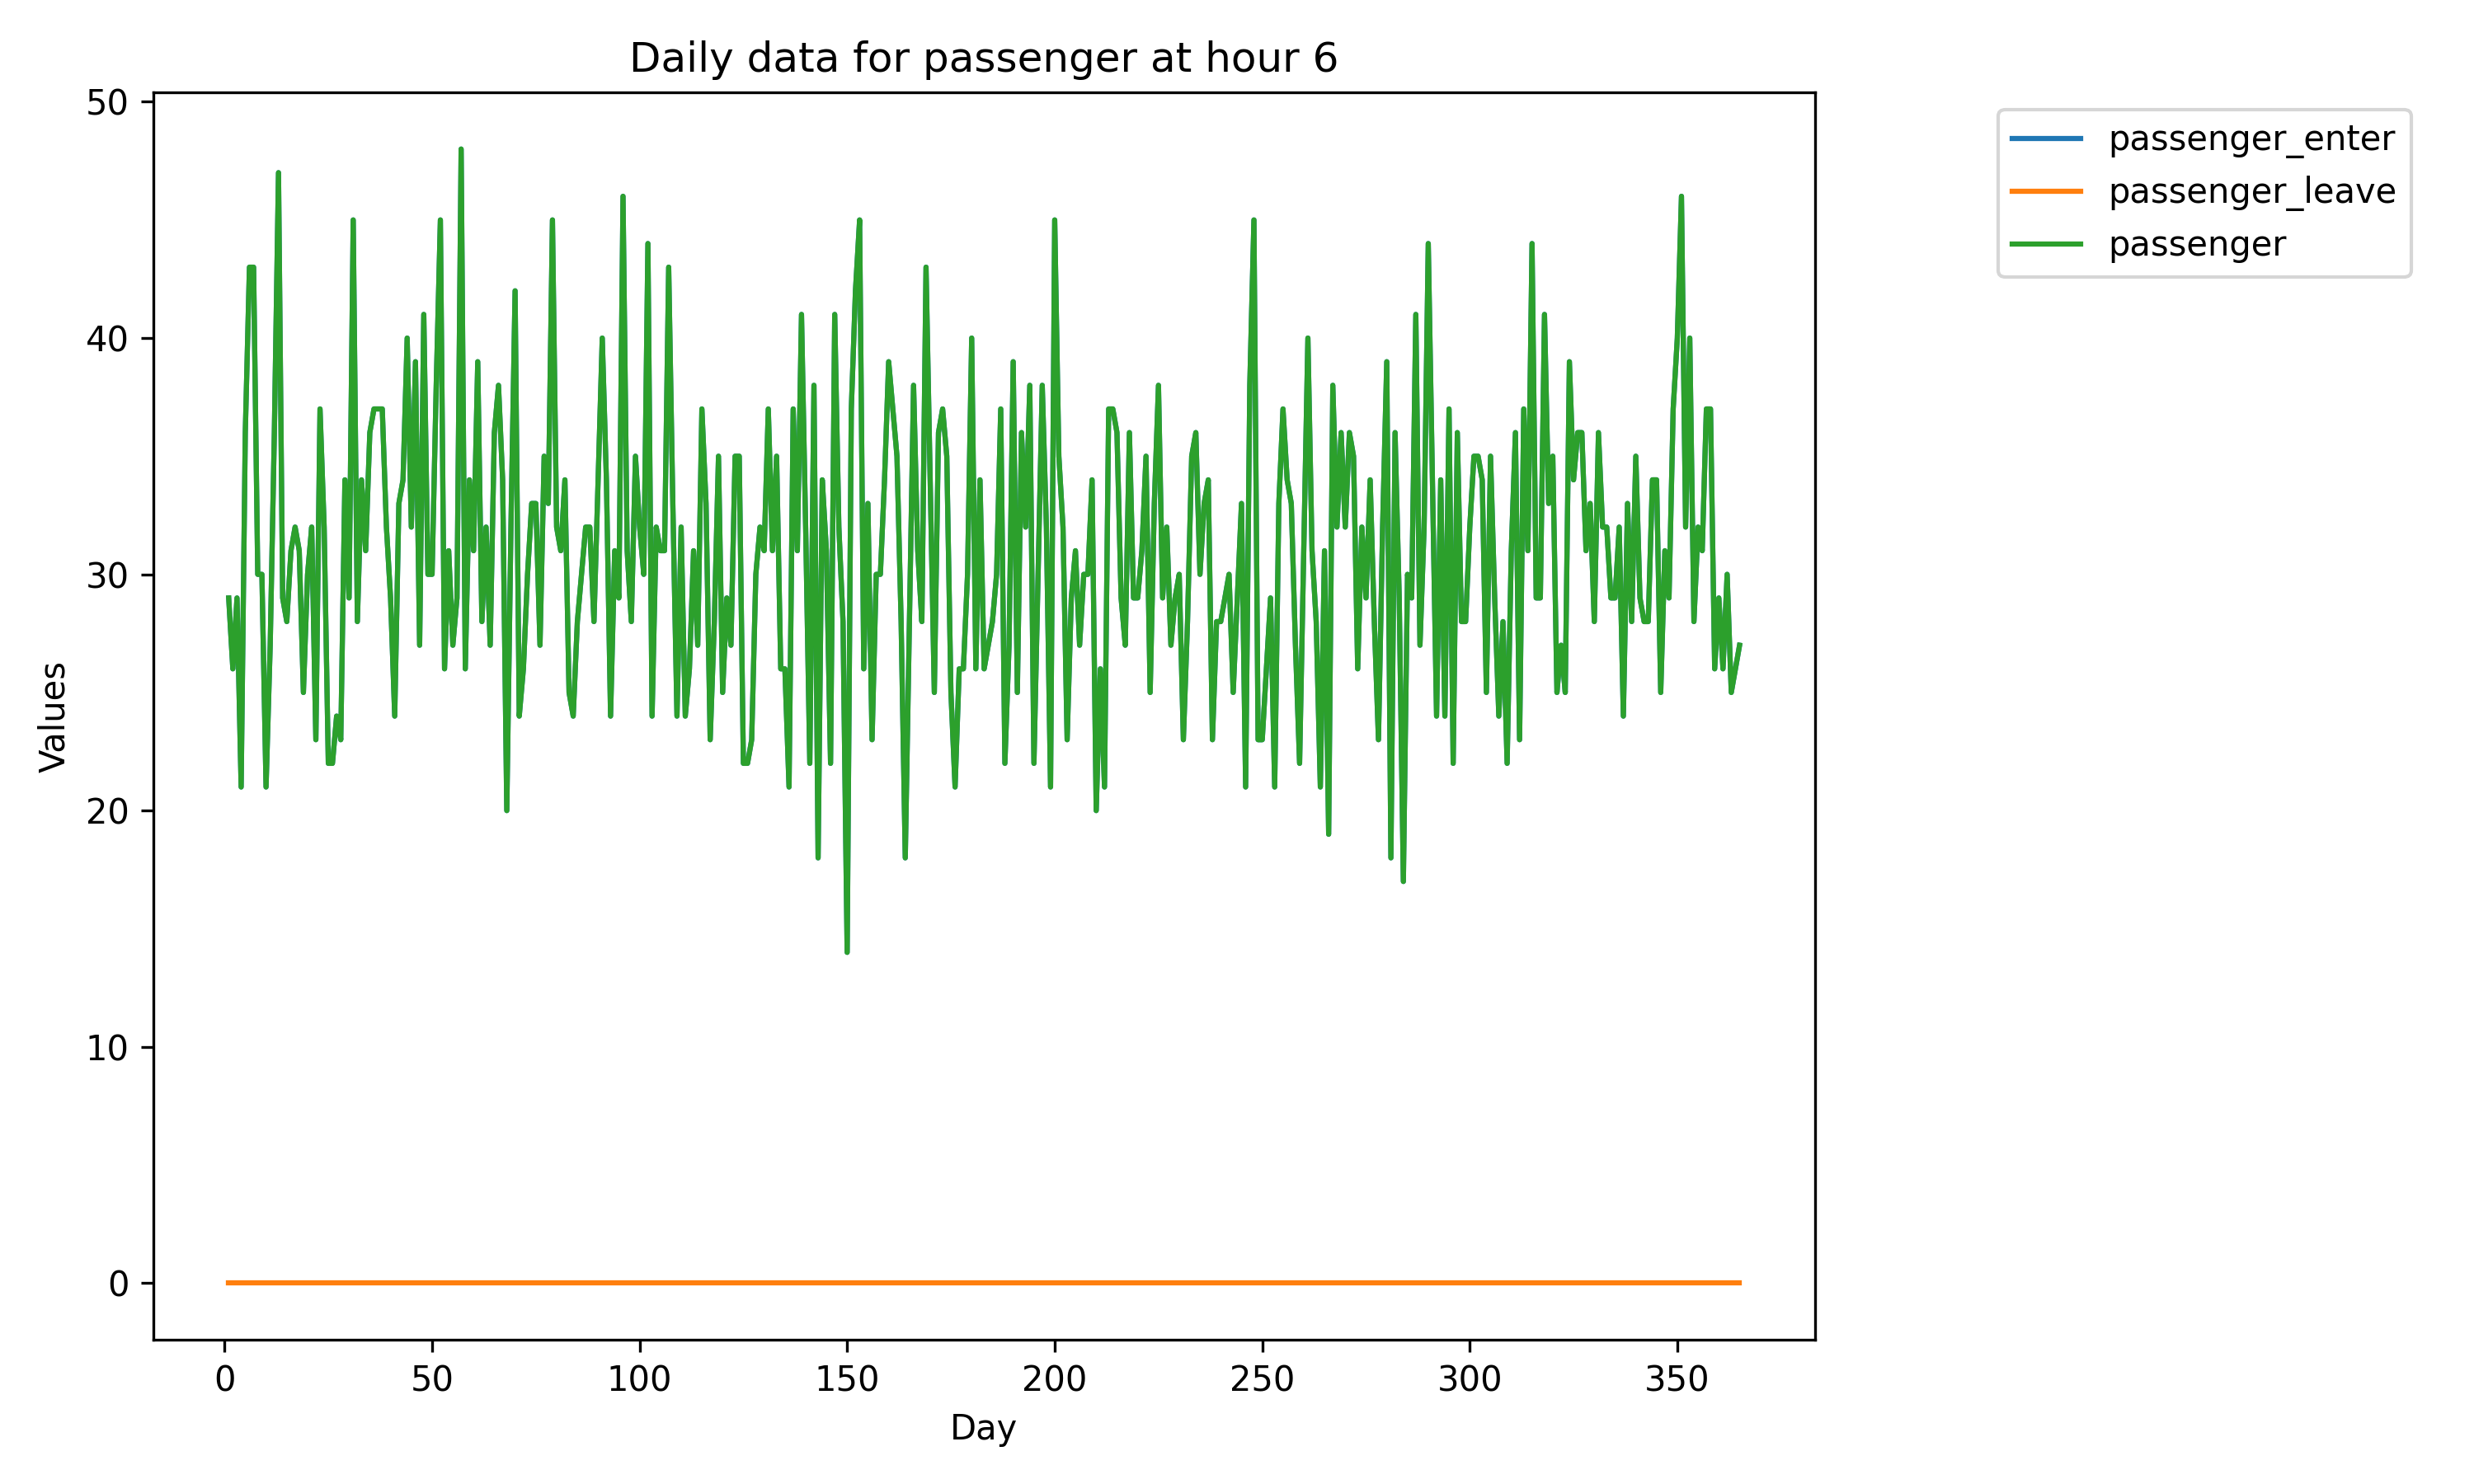 Daily data for passenger at hour 6
50
40
30
20
10
0
Values
0 50 100 150 200 250 300 350
Day
passenger_enter
passenger_leave
passenger